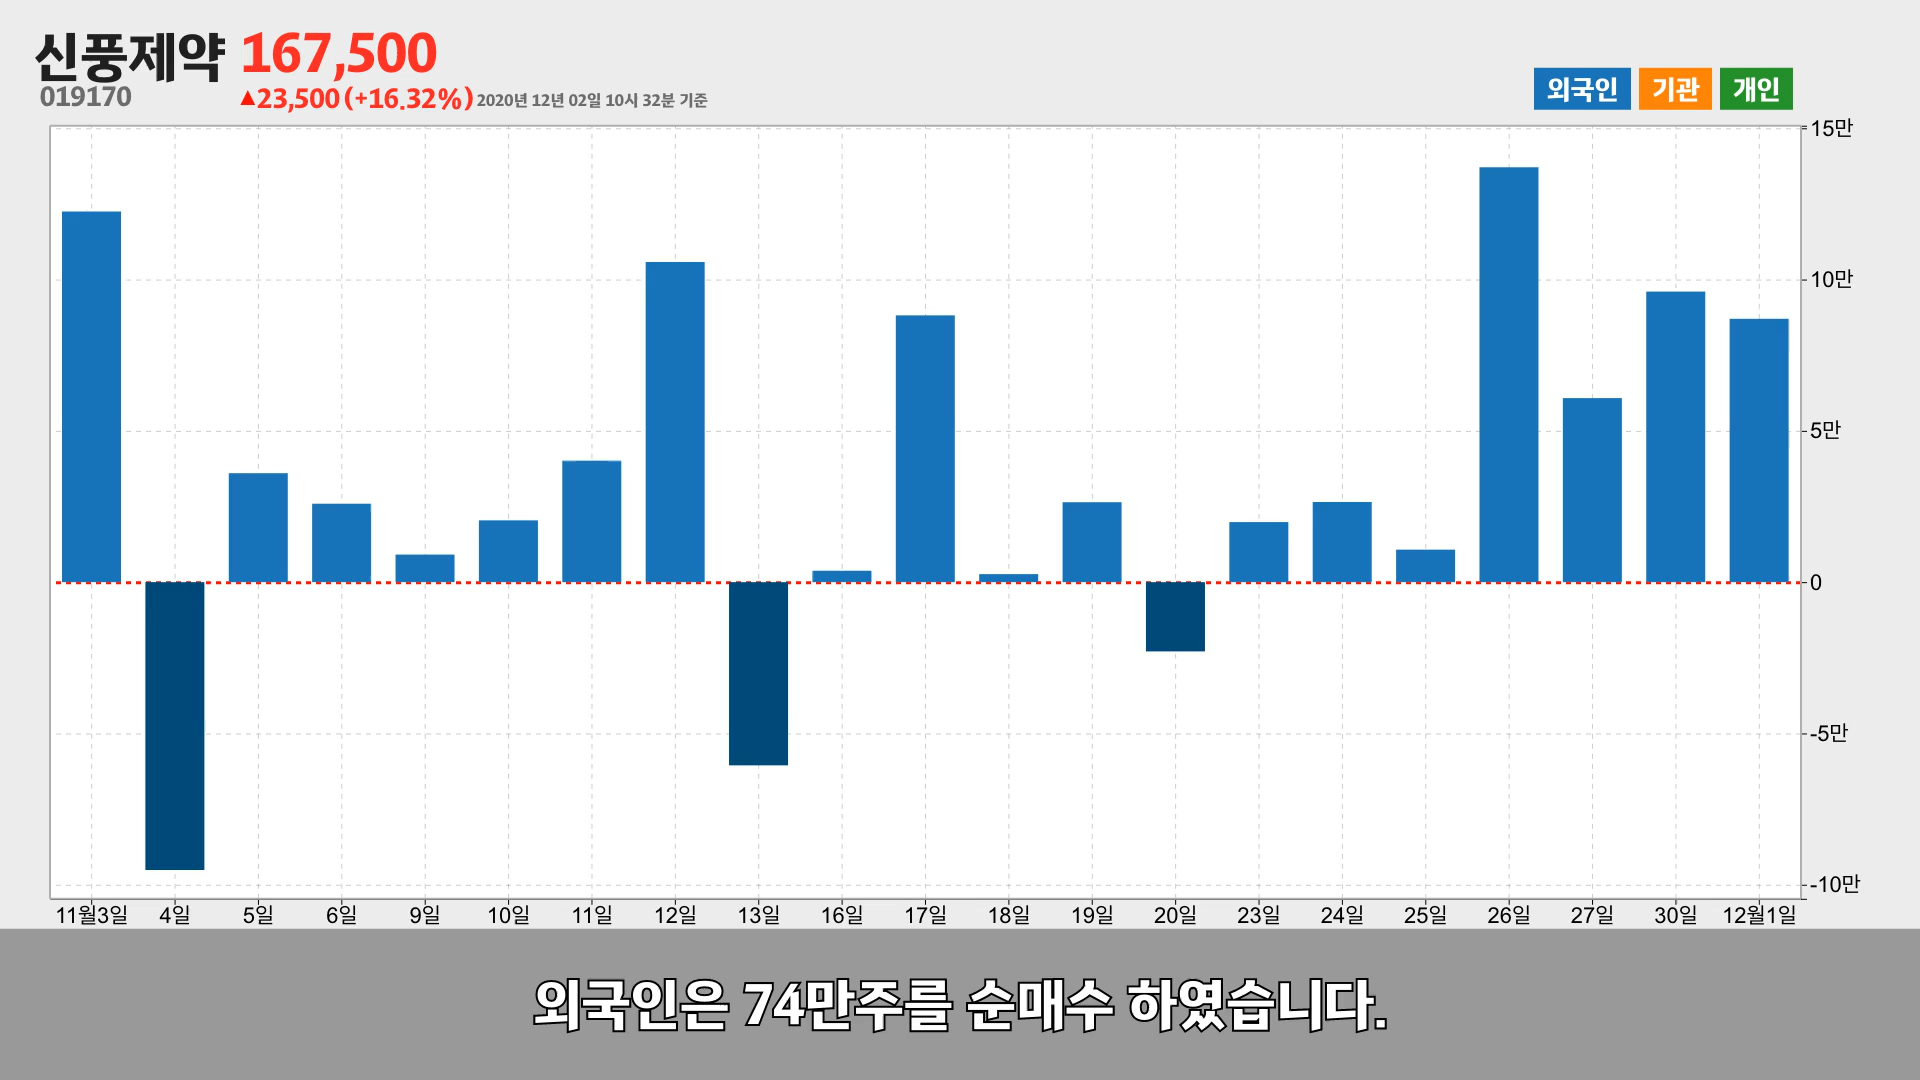 신풍제약 167,500
019170 ▲23,500(+16.32%) 2020년 12년 02일 10시 32분 기준
외국인 기관 개인
15만
10만
5만
0
-5만
-10만
11월3일 4일 5일 6일 9일 10일 11일 12일 13일 16일 17일 18일 19일 20일 23일 24일 25일 26일 27일 30일 12월1일
외국인은 74만주를 순매수 하였습니다.